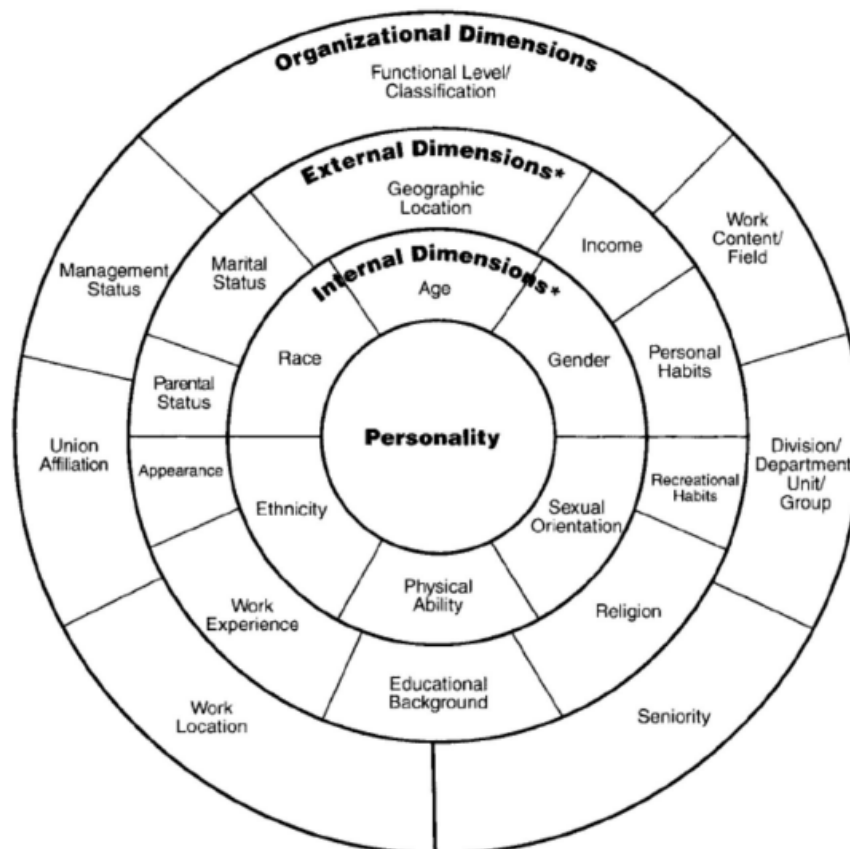 Organizational Dimensions
Functional Level/
Classification
External Dimensions*
Geographic
Location
Income
Work
Content/
Field
Management
Status
Marital
Status
Internal Dimensions*
Age
Race
Gender
Personal
Habits
Parental
Status
Personality
Union
Affiliation
Appearance
Ethnicity
Sexual
Orientation
Recreational
Habits
Division/
Department
Unit/
Group
Physical
Ability
Work
Experience
Religion
Educational
Background
Work
Location
Seniority